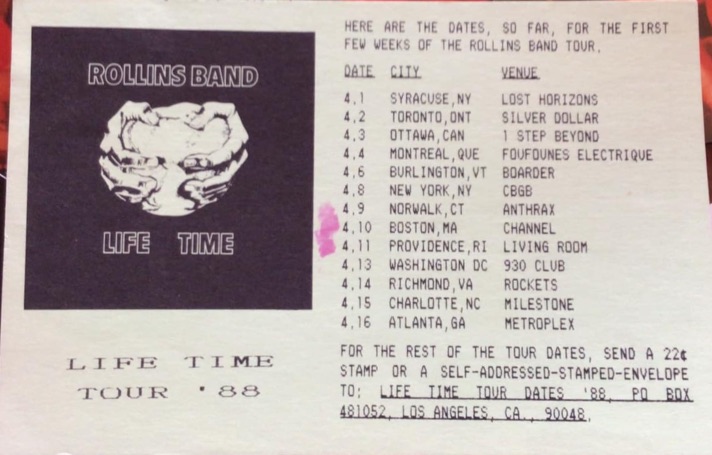 ROLLINS BAND
LIFE TIME
LIFE TIME
TOUR '88
HERE ARE THE DATES, SO FAR, FOR THE FIRST
FEW WEEKS OF THE ROLLINS BAND TOUR.
DATE CITY VENUE
4.1 SYRACUSE,NY LOST HORIZONS
4.2 TORONTO,ONT SILVER DOLLAR
4.3 OTTAWA,CAN 1 STEP BEYOND
4.4 MONTREAL,QUE FOUFOUNES ELECTRIQUE
4.6 BURLINGTON,VT BOARDER
4.8 NEW YORK,NY CBGB
4.9 NORWALK,CT ANTHRAX
4.10 BOSTON,MA CHANNEL
4.11 PROVIDENCE,RI LIVING ROOM
4.13 WASHINGTON DC 930 CLUB
4.14 RICHMOND,VA ROCKETS
4.15 CHARLOTTE,NC MILESTONE
4.16 ATLANTA,GA METROPLEX
FOR THE REST OF THE TOUR DATES, SEND A 22¢
STAMP OR A SELF-ADDRESSED-STAMPED-ENVELOPE
TO: LIFE TIME TOUR DATES '88, PO BOX
481052, LOS ANGELES, CA., 90048.